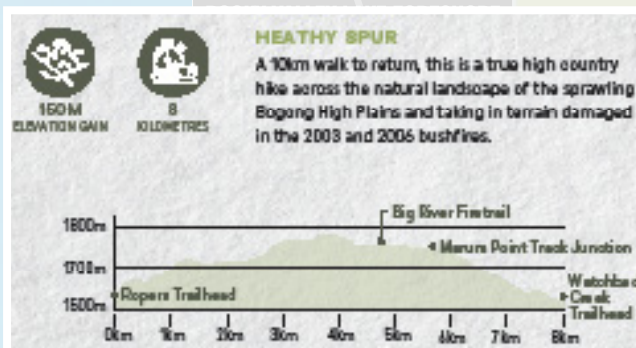 HEATHY SPUR
A 10km walk to return, this is a true high country
hike across the natural landscape of the sprawling
Bogong High Plains and taking in terrain damaged
in the 2003 and 2006 bushfires.
150M
ELEVATION GAIN
8
KILOMETRES
Big River Firetrail
1800m
Marum Point Track Junction
1700m
Ropers Trailhead
Creek
Trailhead
1500m
0km 1km 2km 3km 4km 5km 6km 7km 8km